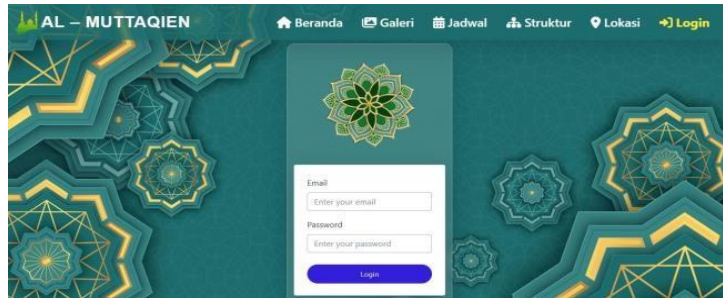 AL – MUTTAQIEN Beranda Galeri Jadwal Struktur Lokasi Login
Email
Enter your email
Password
Enter your password
Login